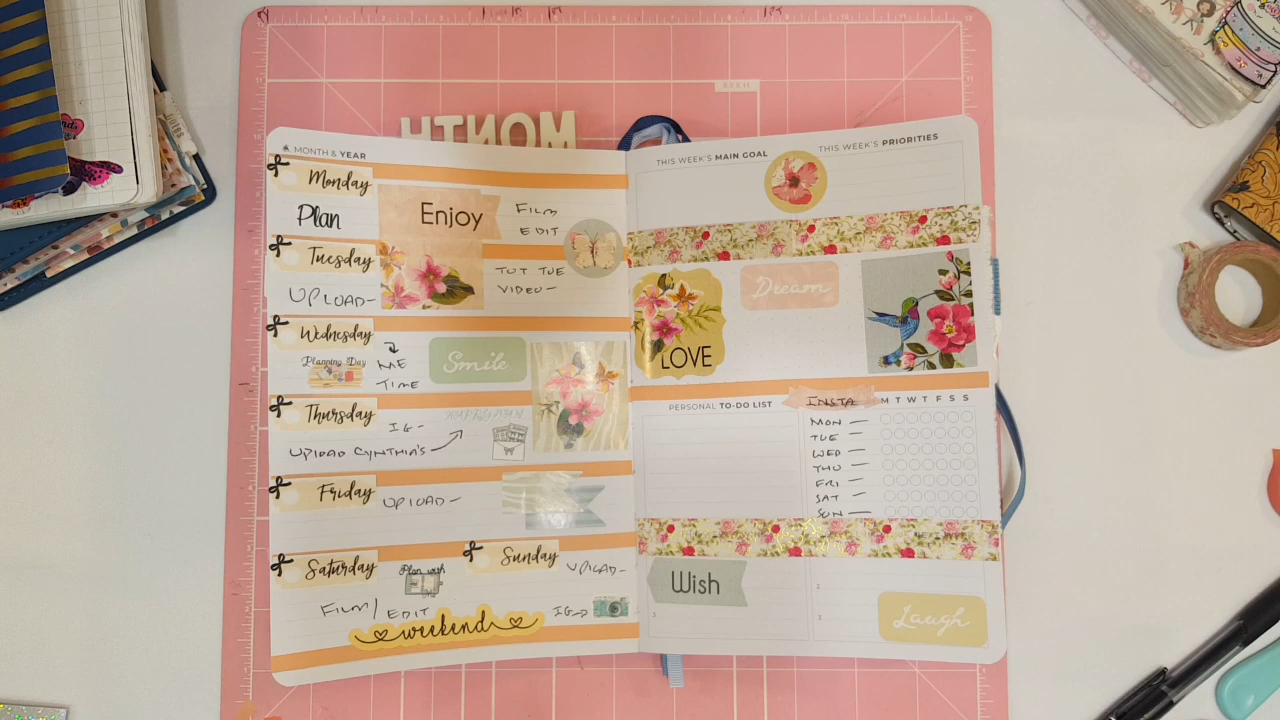 MONTH
MONTH & YEAR
Monday
Plan
Enjoy
FILM
EDIT
Tuesday
UPLOAD-
TUT TUE
VIDEO-
Wednesday
Planning Day
ME
TIME
Smile
Thursday
IG-
UPLOAD CYNTHIA'S
Friday
UPLOAD-
Saturday
Plan with
FILM/ EDIT
weekend
Sunday
UPLOAD-
IG
THIS WEEK'S MAIN GOAL
THIS WEEK'S PRIORITIES
LOVE
Dream
PERSONAL TO-DO LIST
INSTA
M T W T F S S
MON —
TUE —
WED —
THU —
FRI —
SAT —
SUN —
Wish
Laugh